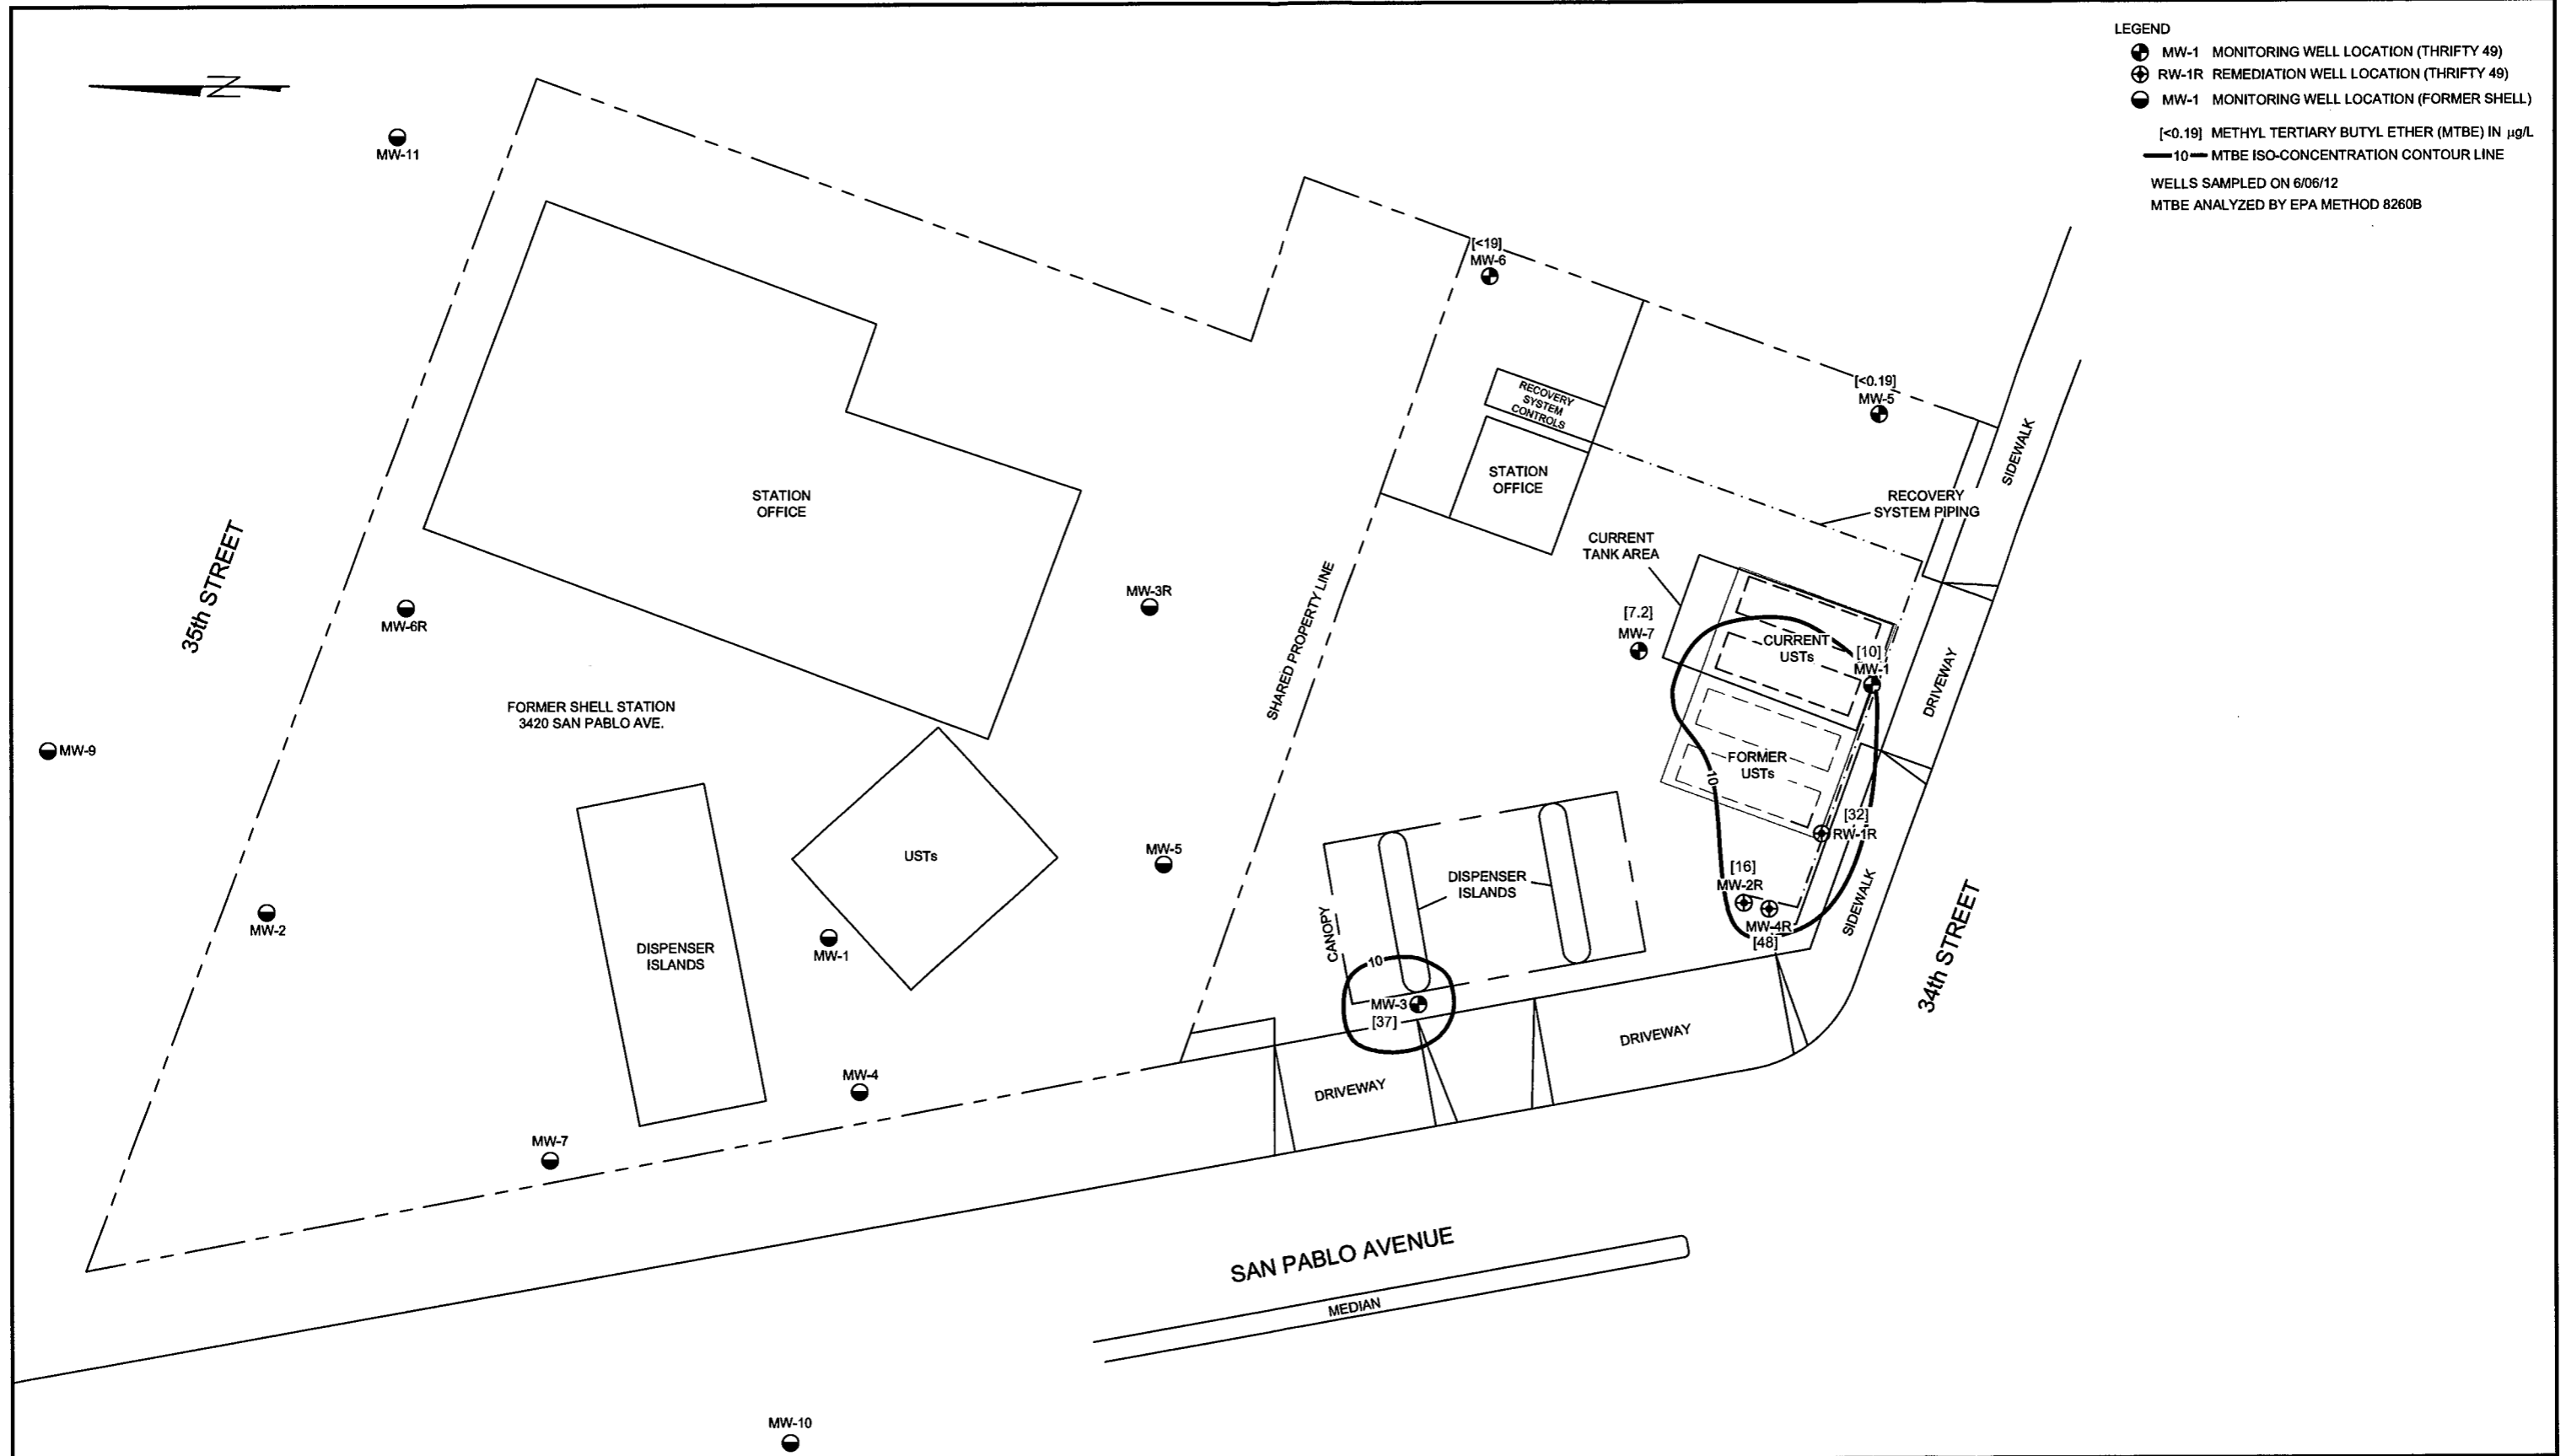 LEGEND
MW-1 MONITORING WELL LOCATION (THRIFTY 49)
RW-1R REMEDIATION WELL LOCATION (THRIFTY 49)
MW-1 MONITORING WELL LOCATION (FORMER SHELL)
[<0.19] METHYL TERTIARY BUTYL ETHER (MTBE) IN µg/L
10 MTBE ISO-CONCENTRATION CONTOUR LINE
WELLS SAMPLED ON 6/06/12
MTBE ANALYZED BY EPA METHOD 8260B
N
MW-11
[<19]
MW-6
[<0.19]
MW-5
RECOVERY
SYSTEM
CONTROLS
STATION
OFFICE
SIDEWALK
STATION
OFFICE
RECOVERY
SYSTEM PIPING
CURRENT
TANK AREA
35th STREET
MW-6R
MW-3R
SHARED PROPERTY LINE
[7.2]
MW-7
CURRENT
USTs
[10]
MW-1
DRIVEWAY
FORMER SHELL STATION
3420 SAN PABLO AVE.
MW-9
FORMER
USTs
10
[32]
RW-1R
USTs
MW-5
DISPENSER
ISLANDS
[16]
MW-2R
MW-4R
[48]
SIDEWALK
34th STREET
MW-2
MW-1
DISPENSER
ISLANDS
CANOPY
10
MW-3
[37]
DRIVEWAY
DRIVEWAY
MW-4
MW-7
SAN PABLO AVENUE
MEDIAN
MW-10